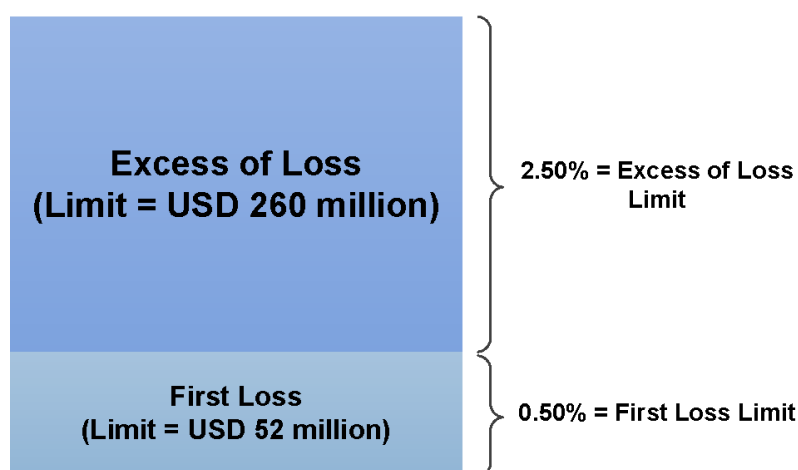 Excess of Loss
(Limit = USD 260 million)
2.50% = Excess of Loss
Limit
First Loss
(Limit = USD 52 million)
0.50% = First Loss Limit